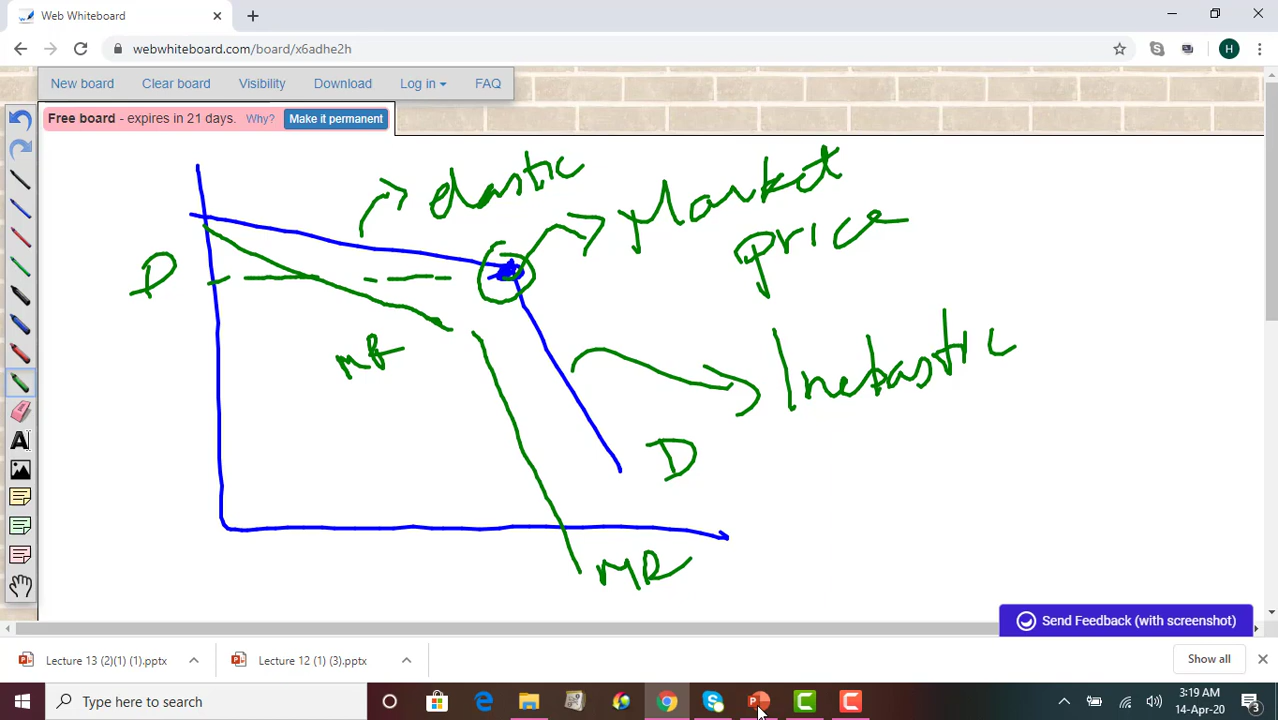 Web Whiteboard
webwhiteboard.com/board/x6adhe2h
H
New board Clear board Visibility Download Log in FAQ
Free board - expires in 21 days. Why? Make it permanent
A
elastic
Market
price
P
MR
Inelastic
D
MR
Send Feedback (with screenshot)
Lecture 13 (2)(1) (1).pptx
Lecture 12 (1) (3).pptx
Show all
Type here to search
3:19 AM
14-Apr-20
3